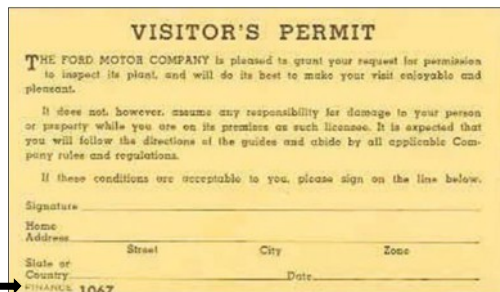 VISITOR'S PERMIT
THE FORD MOTOR COMPANY is pleased to grant your request for permission
to inspect its plant, and will do its best to make your visit enjoyable and
pleasant.
It does not, however, assume any responsibility for damage to your person
or property while you are on its premises as such licensee. It is expected that
you will follow the directions of the guides and abide by all applicable Com-
pany rules and regulations.
If these conditions are acceptable to you, please sign on the line below.
Signature
Home
Address
Street City Zone
State or
Country Date
FINANCE 1067